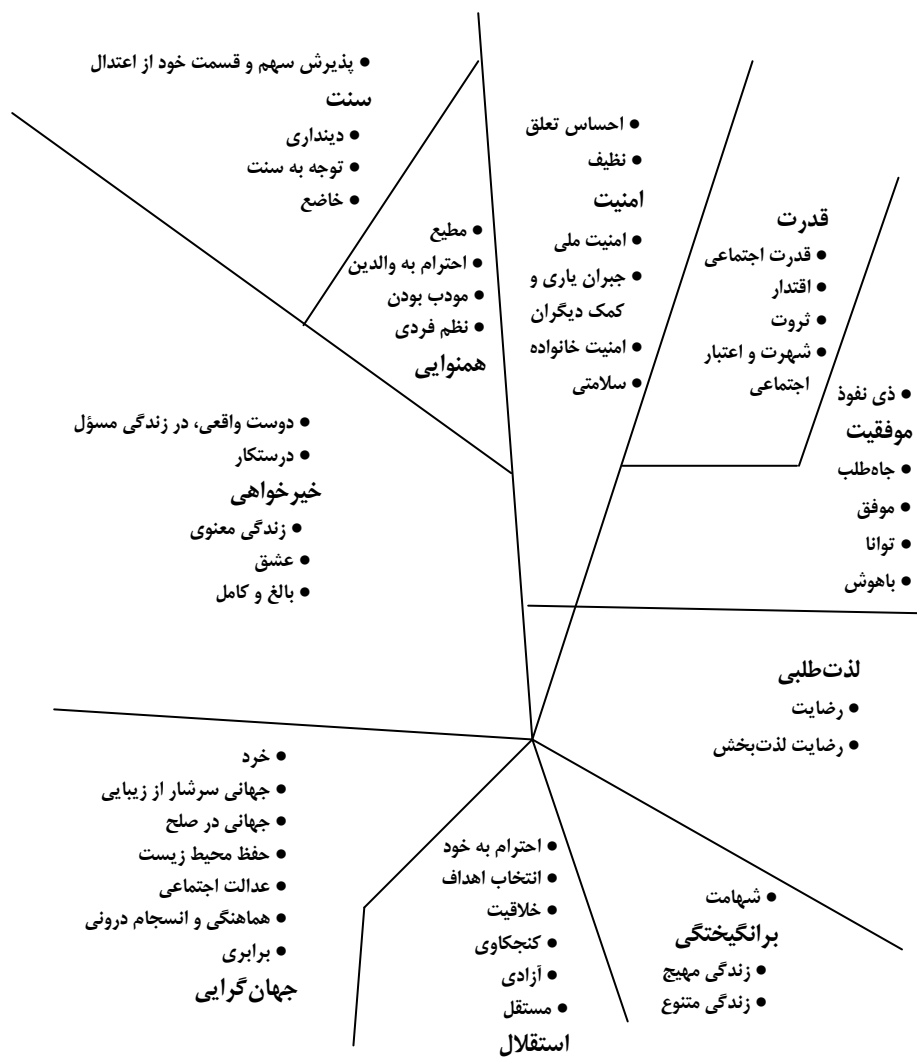 ● پذیرش سهم و قسمت خود از اعتدال
سنت
● دینداری
● توجه به سنت
● خاضع
● مطیع
● احترام به والدین
● مودب بودن
● نظم فردی
همنوایی
● احساس تعلق
● نظیف
امنیت
● امنیت ملی
● جبران یاری و
کمک دیگران
● امنیت خانواده
● سلامتی
قدرت
● قدرت اجتماعی
● اقتدار
● ثروت
● شهرت و اعتبار
اجتماعی
● ذی نفوذ
موفقیت
● جاه‌طلب
● موفق
● توانا
● باهوش
● دوست واقعی، در زندگی مسؤل
● درستکار
خیرخواهی
● زندگی معنوی
● عشق
● بالغ و کامل
لذت‌طلبی
● رضایت
● رضایت لذت‌بخش
● خرد
● جهانی سرشار از زیبایی
● جهانی در صلح
● حفظ محیط زیست
● عدالت اجتماعی
● هماهنگی و انسجام درونی
● برابری
جهان‌گرایی
● احترام به خود
● انتخاب اهداف
● خلاقیت
● کنجکاوی
● آزادی
● مستقل
استقلال
● شهامت
برانگیختگی
● زندگی مهیج
● زندگی متنوع